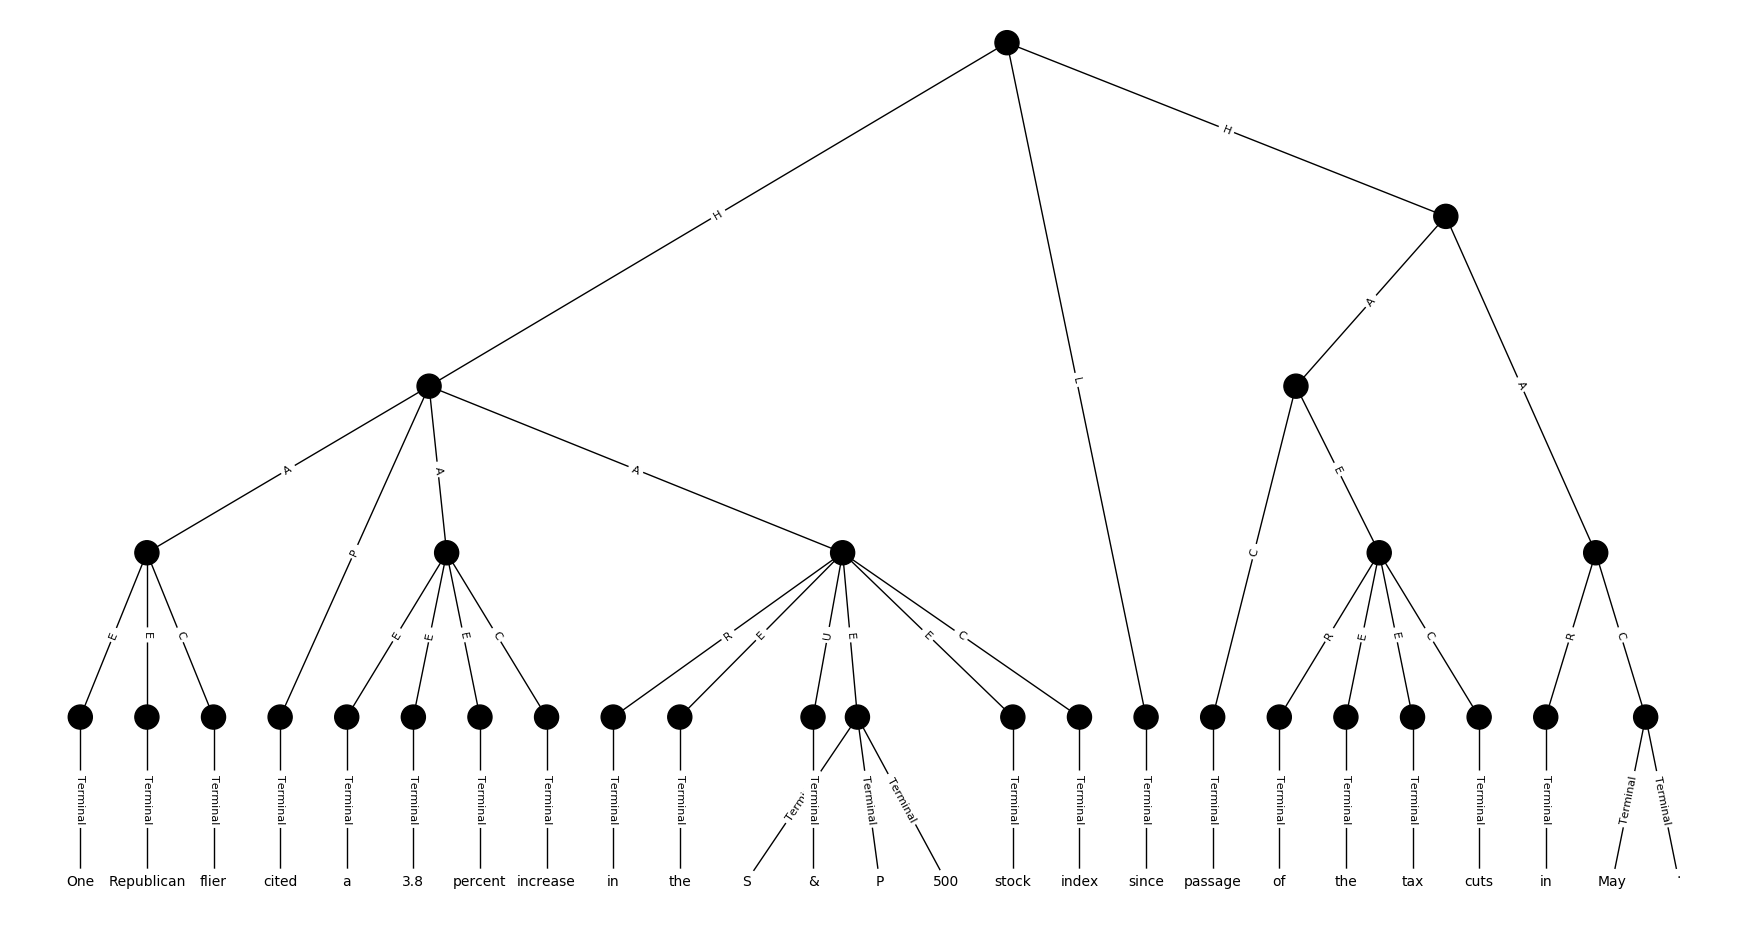 H
H
A
L
A
A
A
A
A
E
P
C
E
E
C
E
E
E
C
R
E
U
E
E
C
R
E
E
C
R
C
Terminal Terminal Terminal Terminal Terminal Terminal Terminal Terminal Terminal Terminal Terminal Terminal Terminal Terminal Terminal Terminal Terminal Terminal Terminal Terminal Terminal Terminal Terminal Terminal
One Republican flier cited a 3.8 percent increase in the S & P 500 stock index since passage of the tax cuts in May .